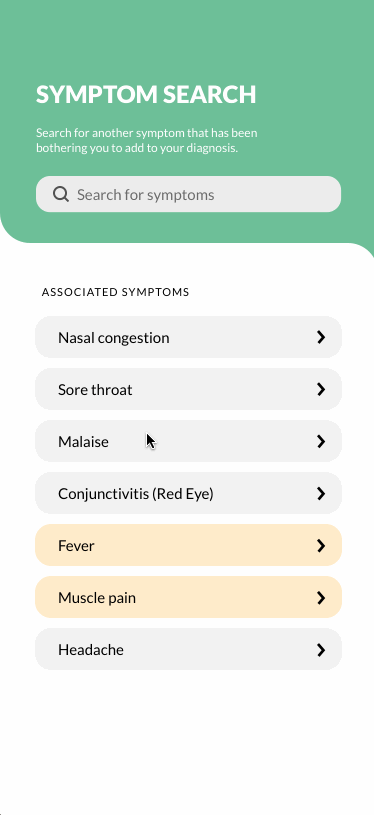 SYMPTOM SEARCH
Search for another symptom that has been
bothering you to add to your diagnosis.
Search for symptoms
ASSOCIATED SYMPTOMS
Nasal congestion
Sore throat
Malaise
Conjunctivitis (Red Eye)
Fever
Muscle pain
Headache